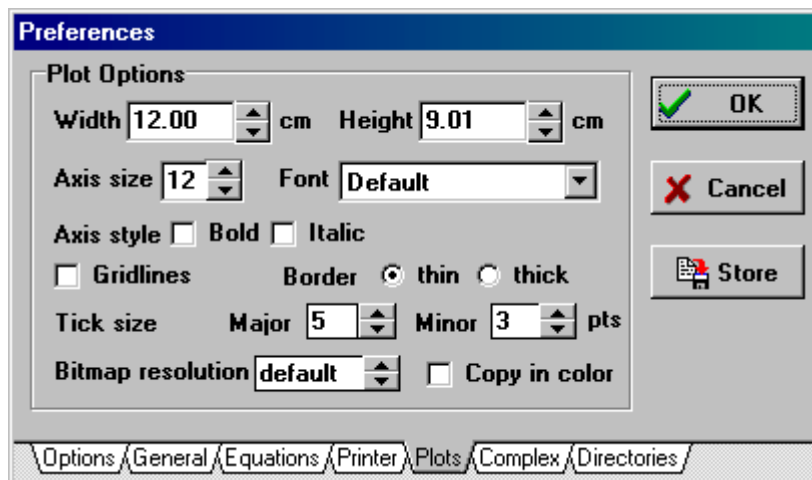 Preferences
Plot Options
Width 12.00 cm Height 9.01 cm
OK
Axis size 12 Font Default
Cancel
Axis style Bold Italic
Gridlines Border thin thick
Store
Tick size Major 5 Minor 3 pts
Bitmap resolution default Copy in color
Options General Equations Printer Plots Complex Directories